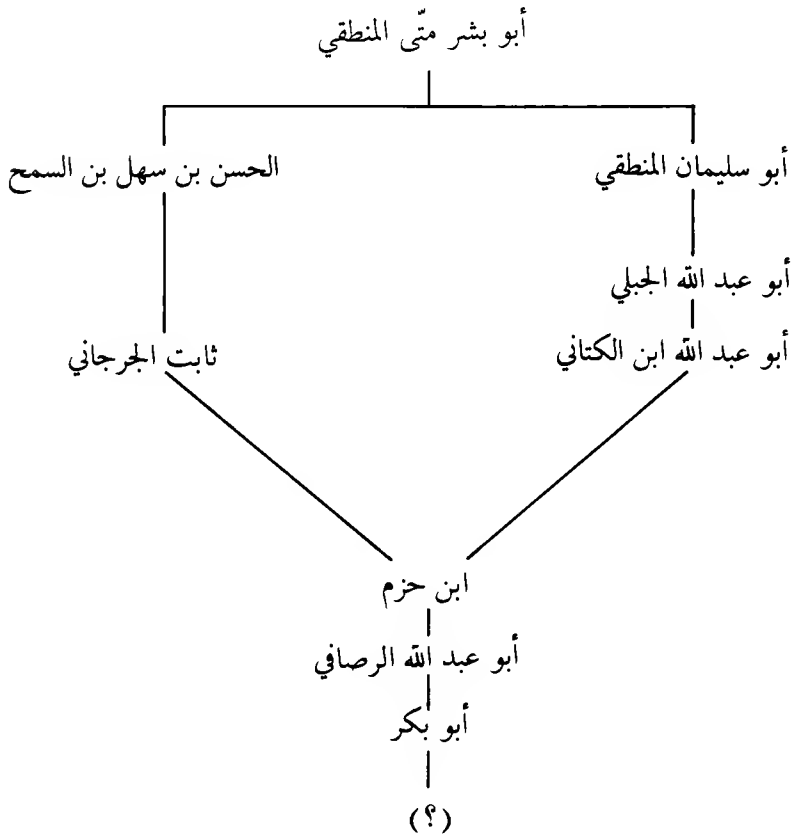 أبو بشر متّى المنطقي
أبو سليمان المنطقي
الحسن بن سهل بن السمح
أبو عبد الله الجبلي
أبو عبد الله ابن الكتاني
ثابت الجرجاني
ابن حزم
أبو عبد الله الرصافي
أبو بكر
(؟)